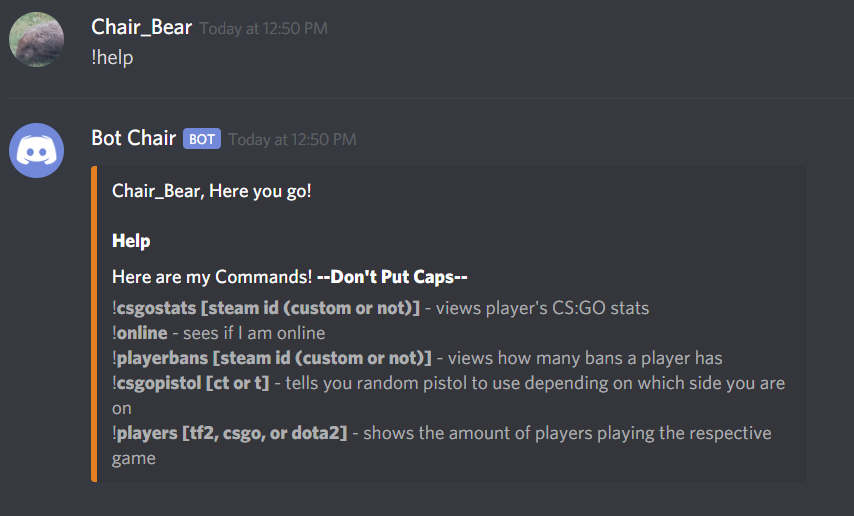 Chair_Bear Today at 12:50 PM
!help
Bot Chair BOT Today at 12:50 PM
Chair_Bear, Here you go!
Help
Here are my Commands! --Don't Put Caps--
!csgostats [steam id (custom or not)] - views player's CS:GO stats
!online - sees if I am online
!playerbans [steam id (custom or not)] - views how many bans a player has
!csgopistol [ct or t] - tells you random pistol to use depending on which side you are
on
!players [tf2, csgo, or dota2] - shows the amount of players playing the respective
game